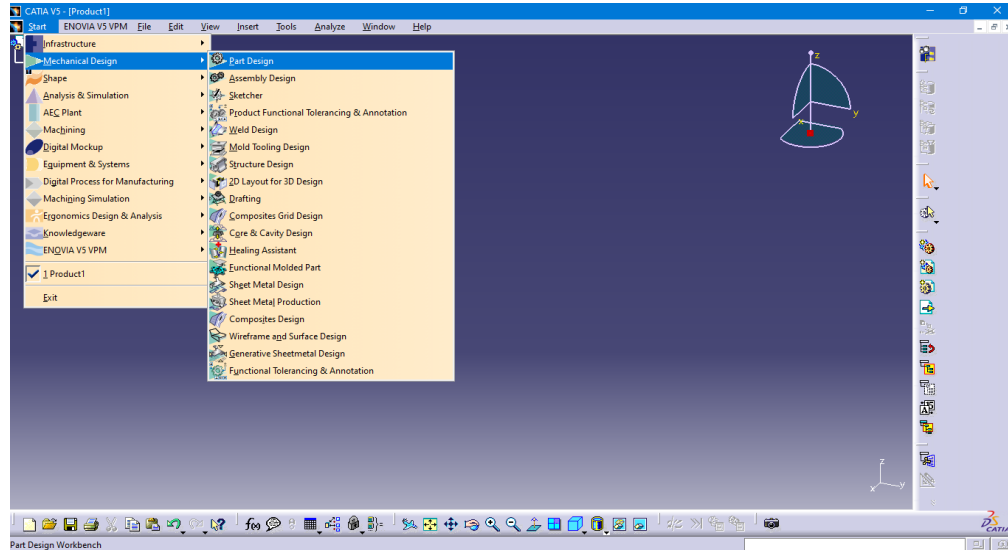 CATIA V5 - [Product1]
Start ENOVIA V5 VPM File Edit View Insert Tools Analyze Window Help
Infrastructure
Mechanical Design
Shape
Analysis & Simulation
AEC Plant
Machining
Digital Mockup
Equipment & Systems
Digital Process for Manufacturing
Machining Simulation
Ergonomics Design & Analysis
Knowledgeware
ENOVIA V5 VPM
1 Product1
Exit
Part Design
Assembly Design
Sketcher
Product Functional Tolerancing & Annotation
Weld Design
Mold Tooling Design
Structure Design
2D Layout for 3D Design
Drafting
Composites Grid Design
Core & Cavity Design
Healing Assistant
Functional Molded Part
Sheet Metal Design
Sheet Metal Production
Composites Design
Wireframe and Surface Design
Generative Sheetmetal Design
Functional Tolerancing & Annotation
z
y
x
z
x y
f(x)
CATIA
Part Design Workbench